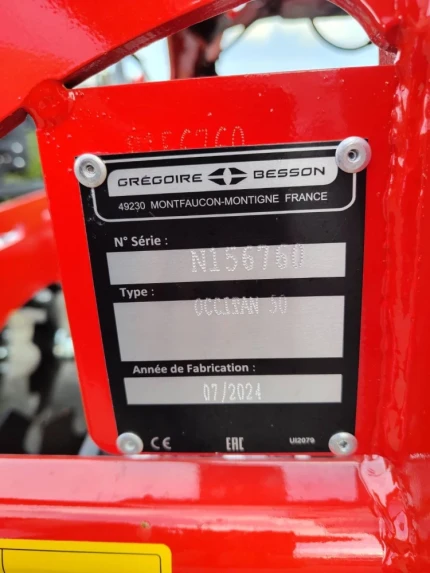 N156760
GRÉGOIRE BESSON
49230 MONTFAUCON-MONTIGNE FRANCE
N° Série :
N156760
Type :
OCCITAN 50
Année de Fabrication :
07/2024
CE EAC UI2079